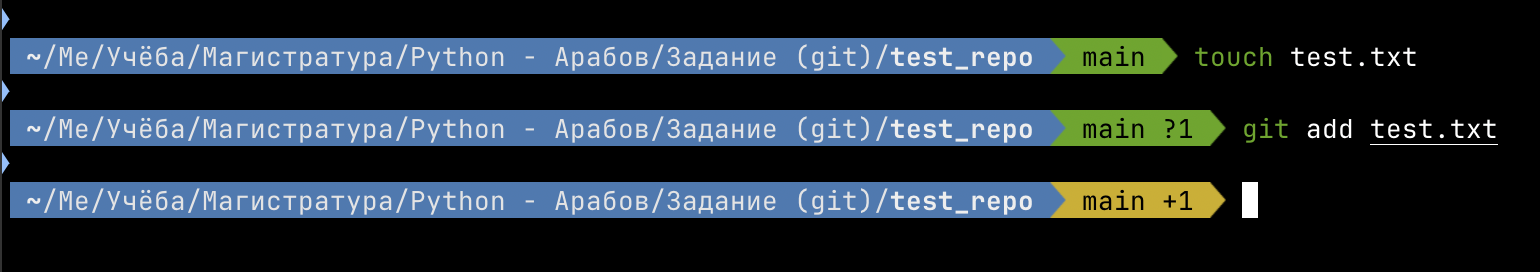 ~/Me/Учёба/Магистратура/Python - Арабов/Задание (git)/test_repo main touch test.txt
~/Me/Учёба/Магистратура/Python - Арабов/Задание (git)/test_repo main ?1 git add test.txt
~/Me/Учёба/Магистратура/Python - Арабов/Задание (git)/test_repo main +1